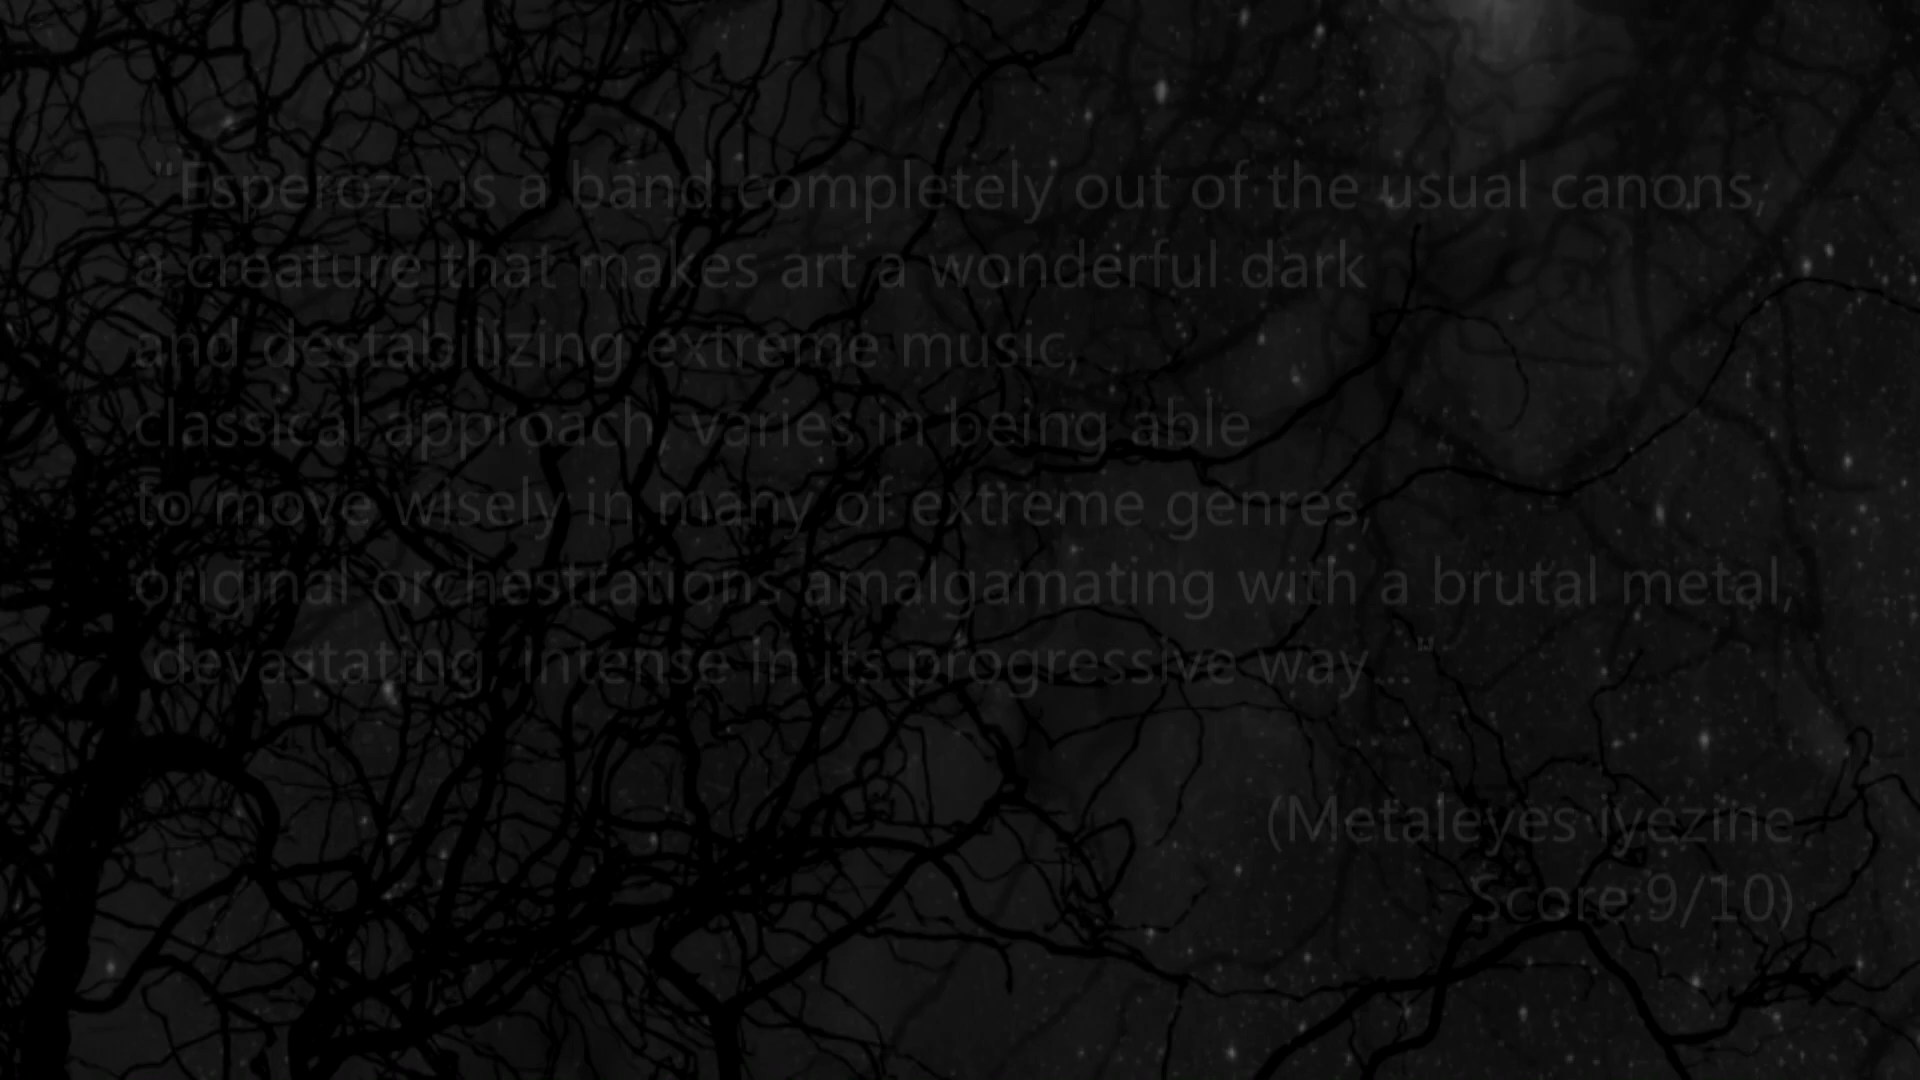 "Esperoza is a band completely out of the usual canons,
a creature that makes art a wonderful dark
and destabilizing extreme music,
classical approach, varies in being able
to move wisely in many of extreme genres,
original orchestrations amalgamating with a brutal metal,
devastating, intense in its progressive way..."
(Metaleyes iyezine
Score:9/10)